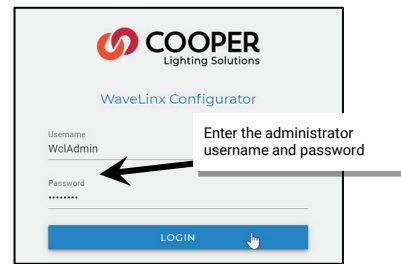 COOPER
Lighting Solutions
WaveLinx Configurator
Username
WclAdmin
Enter the administrator
username and password
Password
••••••••
LOGIN